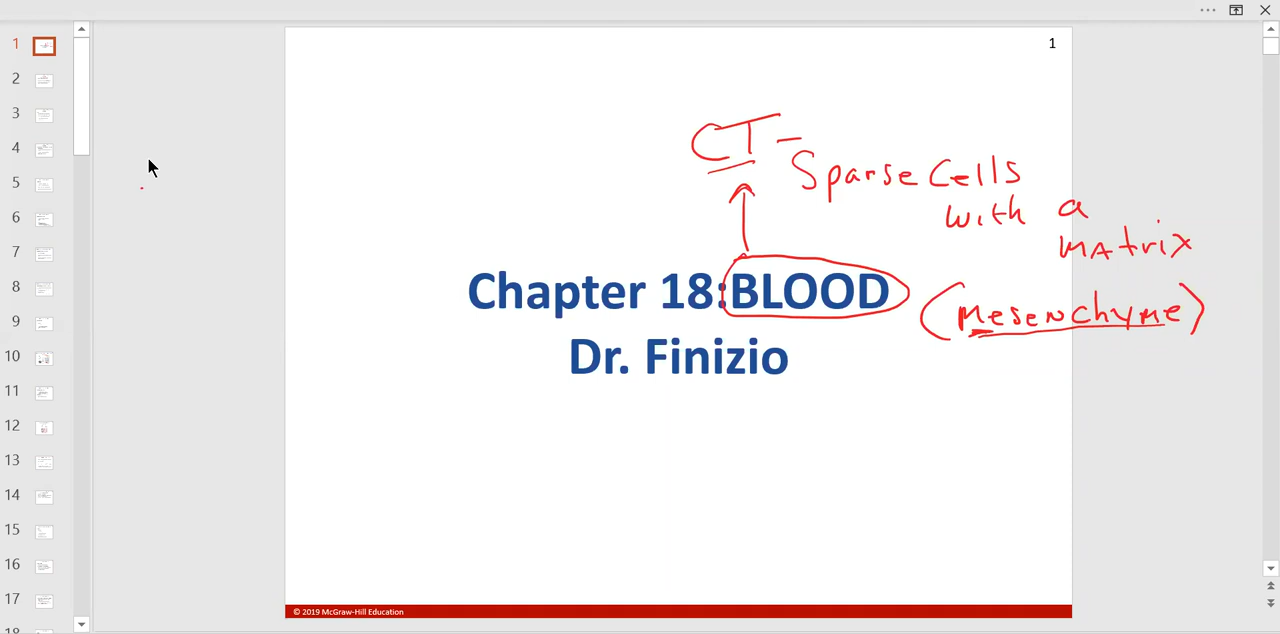 1
CT -
Sparse Cells
with a
matrix
Chapter 18:BLOOD
(mesenchyme)
Dr. Finizio
© 2019 McGraw-Hill Education
1
2
3
4
5
6
7
8
9
10
11
12
13
14
15
16
17
18